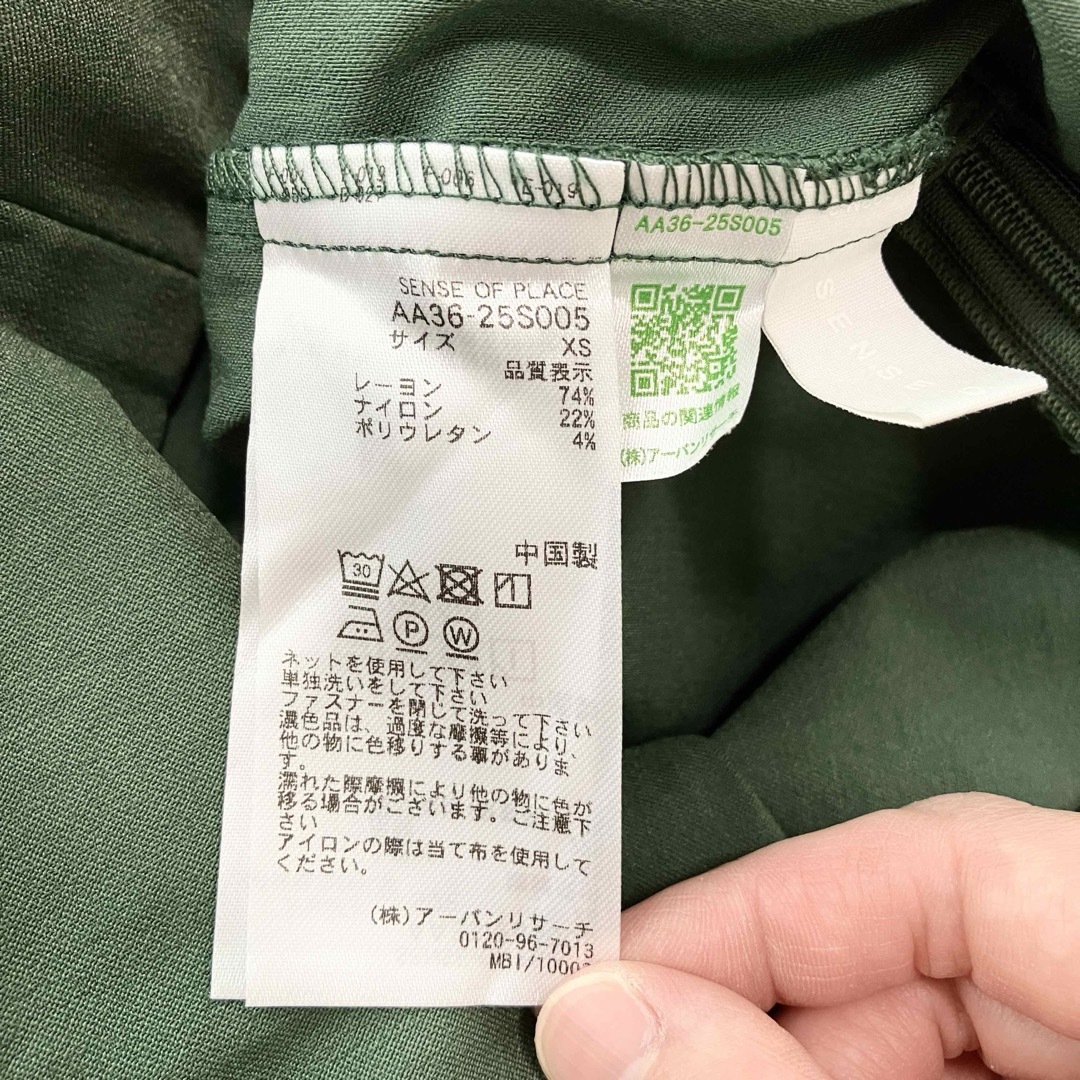 SENSE OF PLACE
AA36-25S005
サイズ XS
品質表示
レーヨン 74%
ナイロン 22%
ポリウレタン 4%
中国製
30
P W
ネットを使用して下さい
単独洗いをして下さい
ファスナーを閉じて洗って下さい
濃色品は、過度な摩擦等により、
他の物に色移りする事がありま
す。
濡れた際摩擦により他の物に色が
移る場合がございます。ご注意下
さい
アイロンの際は当て布を使用して
ください。
(株)アーバンリサーチ
0120-96-7013
MBI/1000
AA36-25S005
商品の関連情報
(株)アーバンリサーチ
SENSE